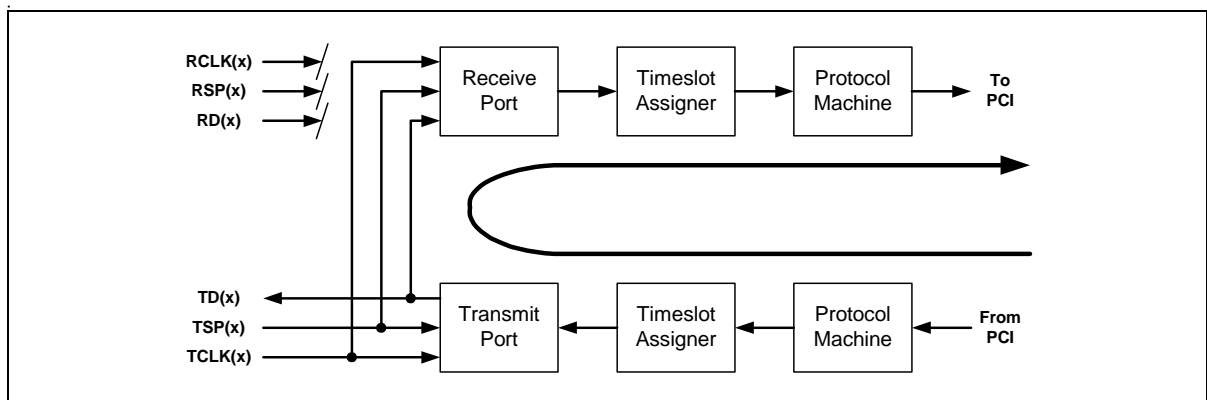 RCLK(x)
RSP(x)
RD(x)
Receive
Port
Timeslot
Assigner
Protocol
Machine
To
PCI
TD(x)
TSP(x)
TCLK(x)
Transmit
Port
Timeslot
Assigner
Protocol
Machine
From
PCI